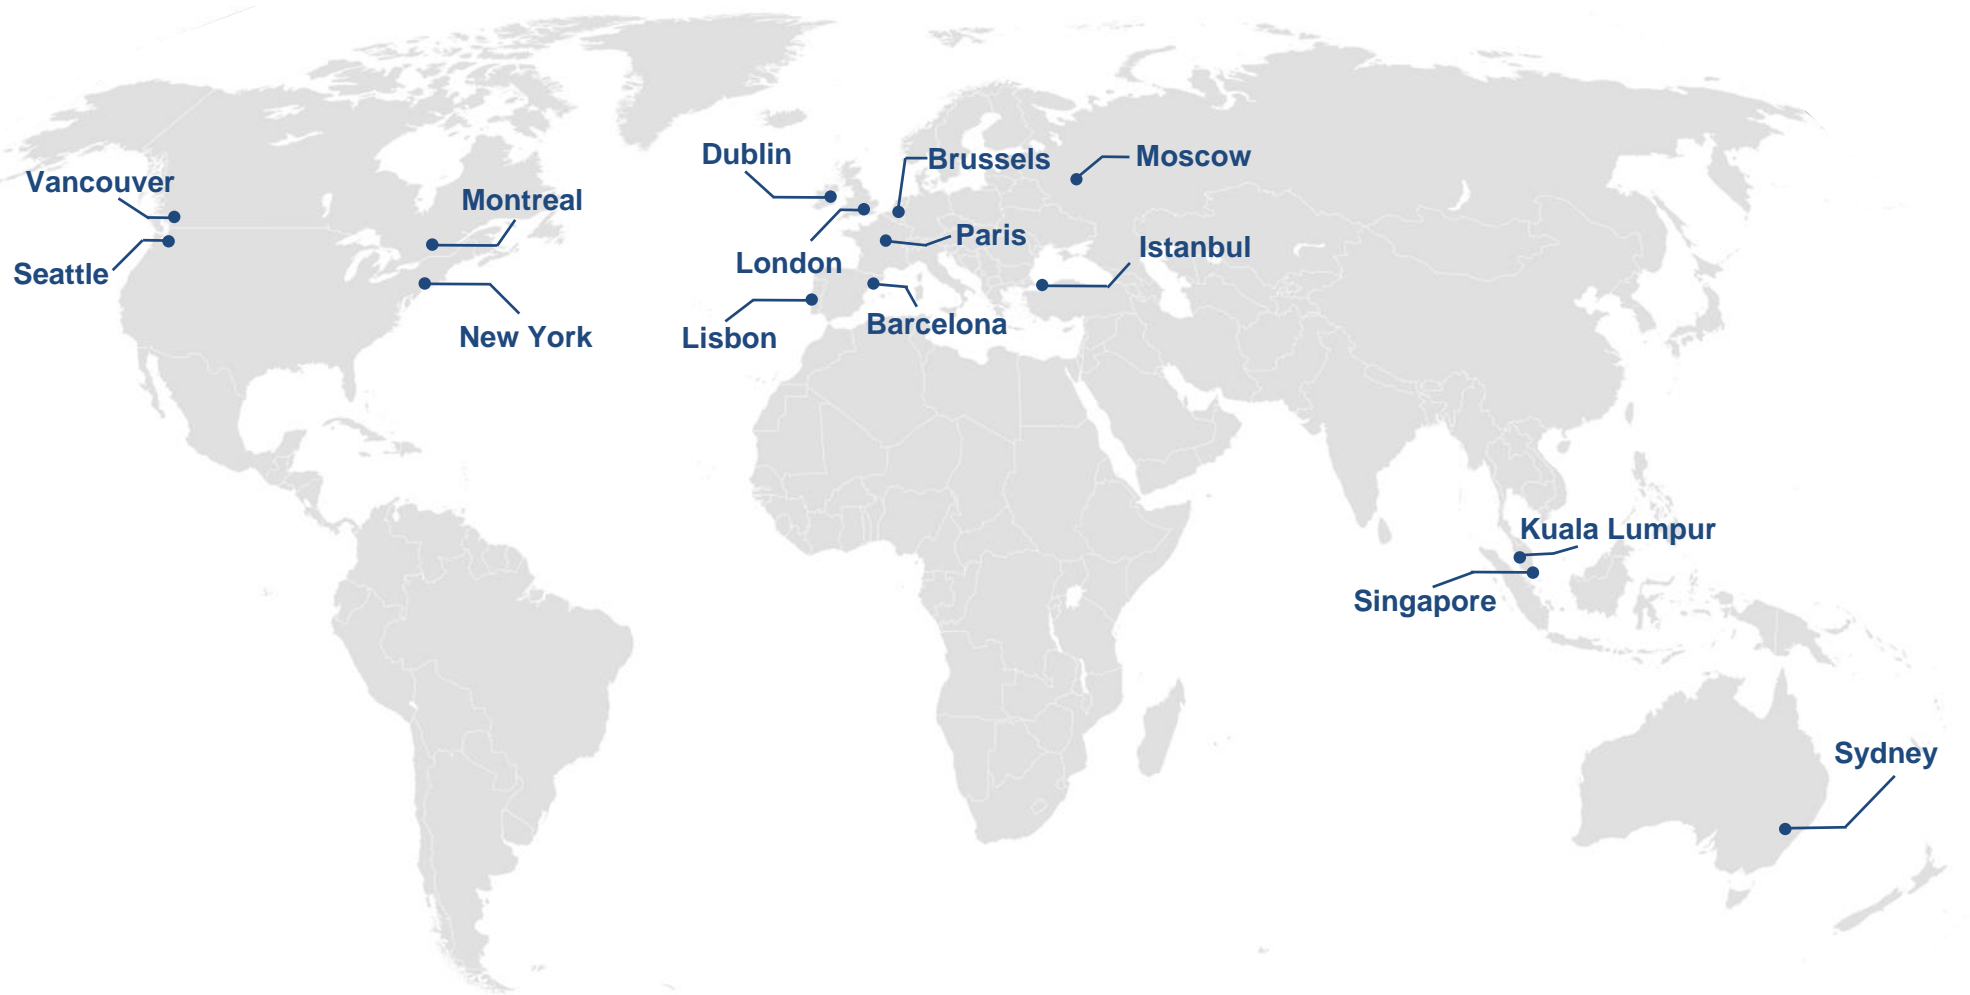 Dublin
Brussels
Moscow
Vancouver
Montreal
Paris
Istanbul
London
Seattle
Barcelona
New York
Lisbon
Kuala Lumpur
Singapore
Sydney